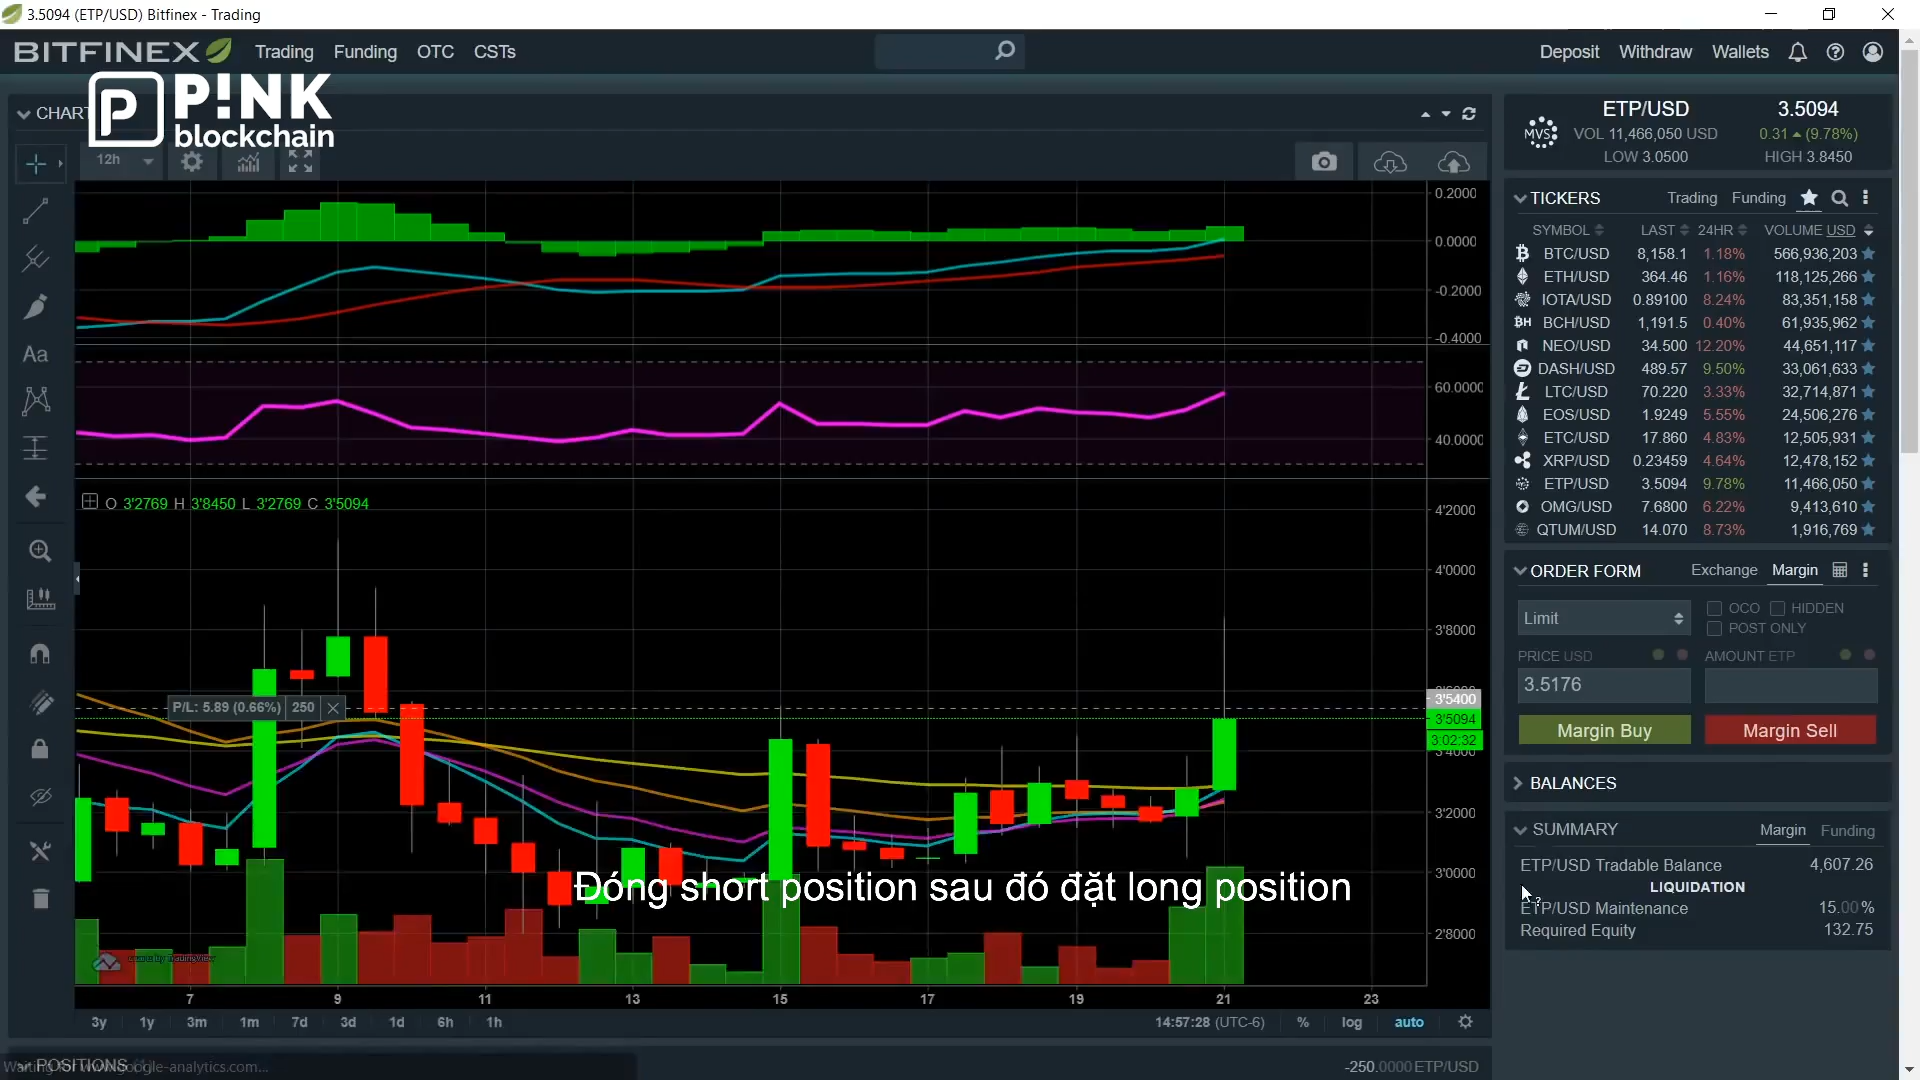 3.5094 (ETP/USD) Bitfinex - Trading
BITFINEX Trading Funding OTC CSTs Deposit Withdraw Wallets
P!NK
blockchain
CHART
12h
0.2000
0.0000
-0.2000
-0.4000
60.0000
40.0000
O 3'2769 H 3'8450 L 3'2769 C 3'5094
4'2000
4'0000
3'8000
P/L: 5.89 (0.66%) 250
3'5400
3'5094
3:02:32
3'4000
3'2000
3'0000
2'8000
Đóng short position sau đó đặt long position
7 9 11 13 15 17 19 21 23
3y 1y 3m 1m 7d 3d 1d 6h 1h 14:57:28 (UTC-6) % log auto
POSITIONS
-250.0000 ETP/USD
ETP/USD 3.5094
VOL 11,466,050 USD 0.31 (9.78%)
LOW 3.0500 HIGH 3.8450
TICKERS Trading Funding
SYMBOL LAST 24HR VOLUME USD
BTC/USD 8,158.1 1.18% 566,936,203
ETH/USD 364.46 1.16% 118,125,266
IOTA/USD 0.89100 8.24% 83,351,158
BCH/USD 1,191.5 0.40% 61,935,962
NEO/USD 34.500 12.20% 44,651,117
DASH/USD 489.57 9.50% 33,061,633
LTC/USD 70.220 3.33% 32,714,871
EOS/USD 1.9249 5.55% 24,506,276
ETC/USD 17.860 4.83% 12,505,931
XRP/USD 0.23459 4.64% 12,478,152
ETP/USD 3.5094 9.78% 11,466,050
OMG/USD 7.6800 6.22% 9,413,610
QTUM/USD 14.070 8.73% 1,916,769
ORDER FORM Exchange Margin
Limit OCO HIDDEN
POST ONLY
PRICE USD AMOUNT ETP
3.5176
Margin Buy Margin Sell
BALANCES
SUMMARY Margin Funding
ETP/USD Tradable Balance 4,607.26
LIQUIDATION
ETP/USD Maintenance 15.00 %
Required Equity 132.75